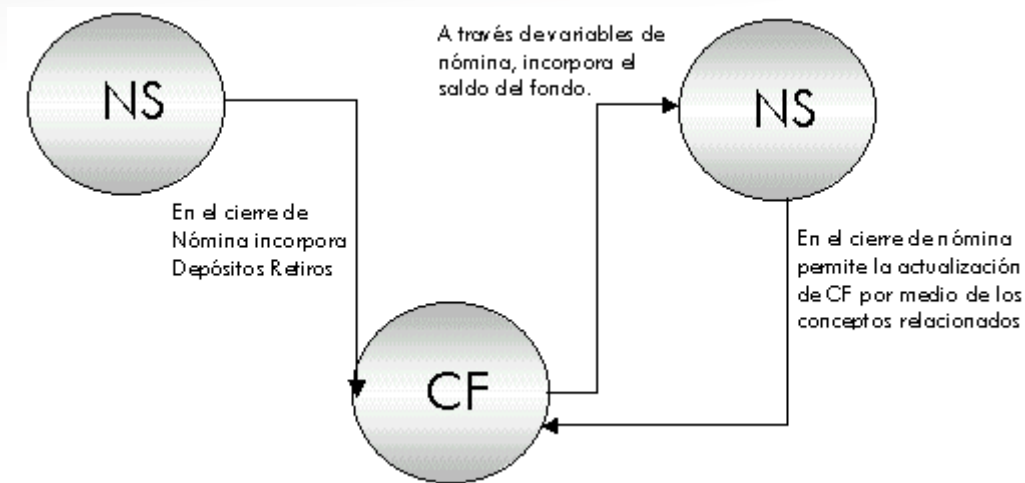 NS
En el cierre de
Nómina incorpora
Depósitos Retiros
CF
A través de variables de
nómina, incorpora el
saldo del fondo.
NS
En el cierre de nómina
permite la actualización
de CF por medio de los
conceptos relacionados